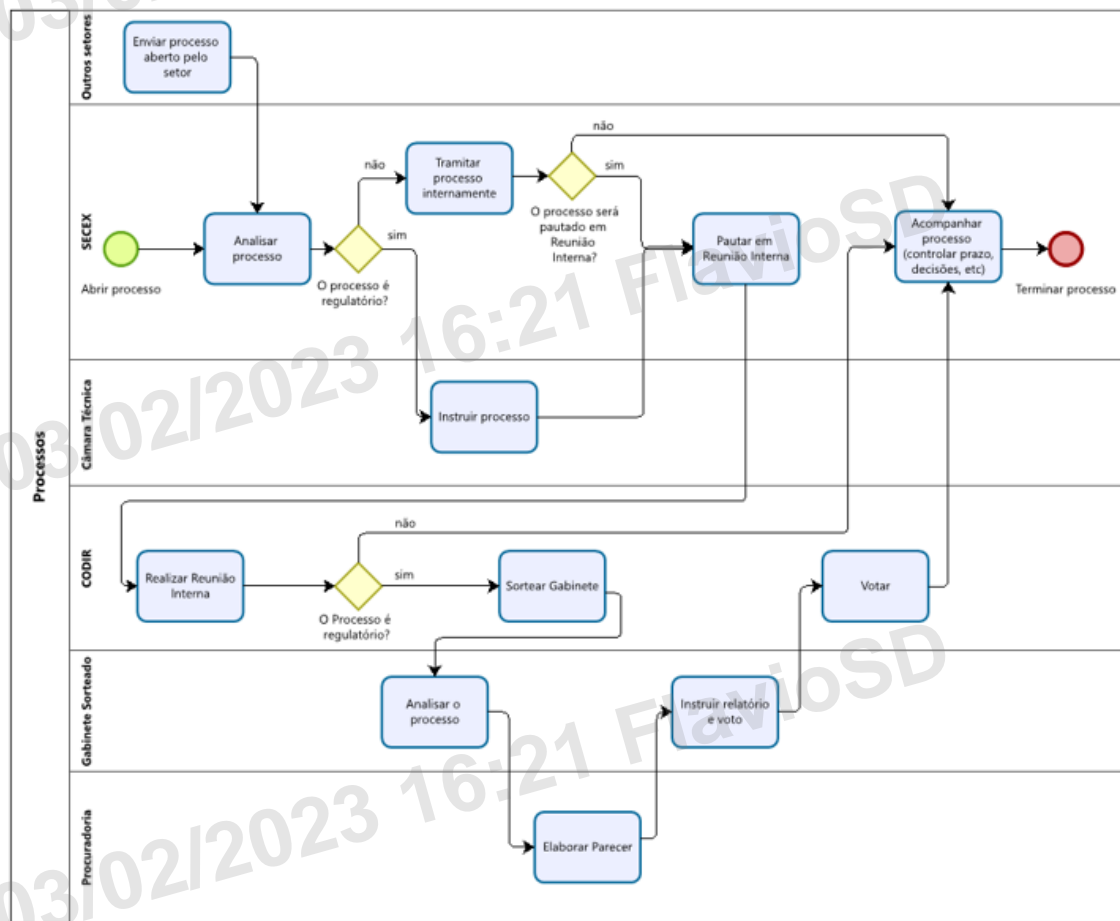 Processos
Outros setores
Enviar processo
aberto pelo
setor
SECEX
Abrir processo
Analisar
processo
O processo é
regulatório?
não
sim
Tramitar
processo
internamente
não
sim
O processo será
pautado em
Reunião
Interna?
Pautar em
Reunião Interna
Acompanhar
processo
(controlar prazo,
decisões, etc)
Terminar processo
Câmara Técnica
Instruir processo
CODIR
Realizar Reunião
Interna
O Processo é
regulatório?
não
sim
Sortear Gabinete
Votar
Gabinete Sorteado
Analisar o
processo
Instruir relatório
e voto
Procuradoria
Elaborar Parecer
03/02/2023 16:21 FlavioSD
03/02/2023 16:21 FlavioSD